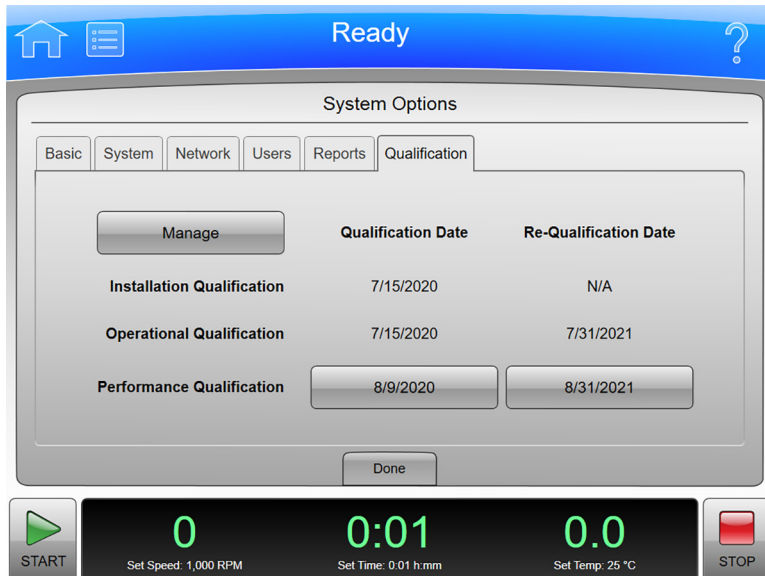 Ready
System Options
Basic System Network Users Reports Qualification
Manage Qualification Date Re-Qualification Date
Installation Qualification 7/15/2020 N/A
Operational Qualification 7/15/2020 7/31/2021
Performance Qualification 8/9/2020 8/31/2021
Done
0 0:01 0.0
START Set Speed: 1,000 RPM Set Time: 0:01 h:mm Set Temp: 25 °C STOP